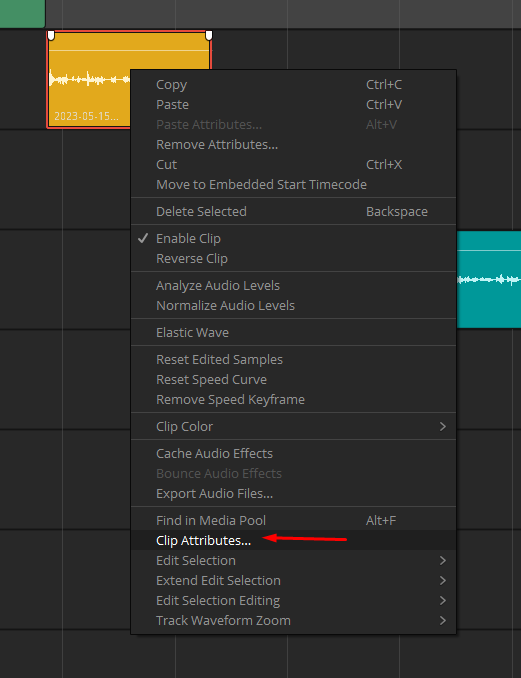 2023-05-15...
Copy Ctrl+C
Paste Ctrl+V
Paste Attributes... Alt+V
Remove Attributes...
Cut Ctrl+X
Move to Embedded Start Timecode
Delete Selected Backspace
Enable Clip
Reverse Clip
Analyze Audio Levels
Normalize Audio Levels
Elastic Wave
Reset Edited Samples
Reset Speed Curve
Remove Speed Keyframe
Clip Color
Cache Audio Effects
Bounce Audio Effects
Export Audio Files...
Find in Media Pool Alt+F
Clip Attributes...
Edit Selection
Extend Edit Selection
Edit Selection Editing
Track Waveform Zoom